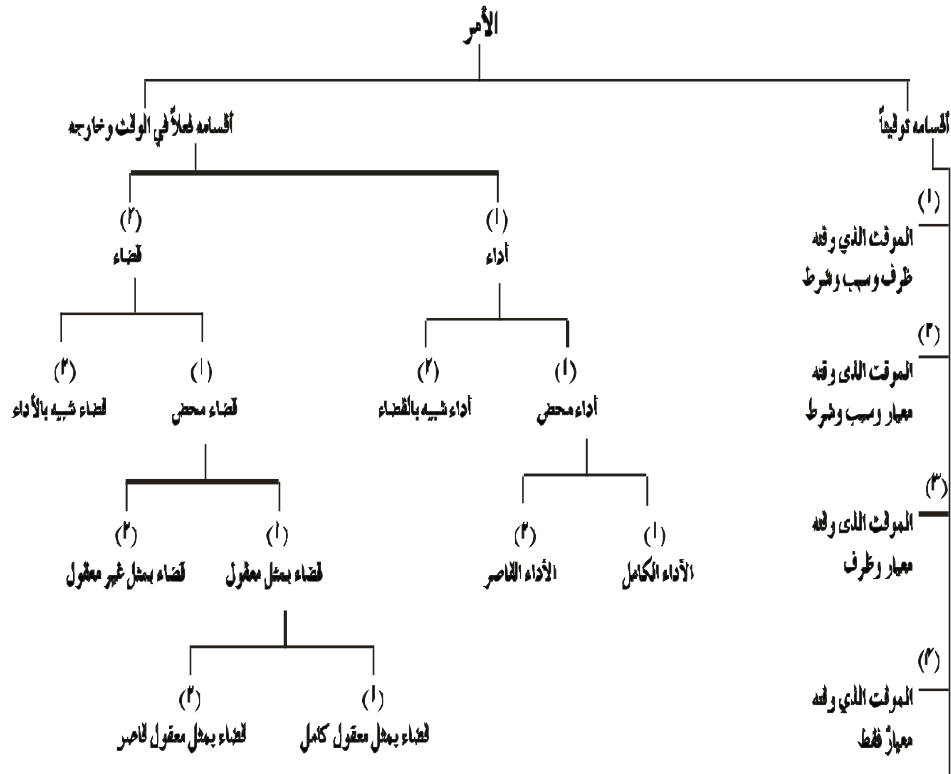 الأمر
أقسامه توقيتاً
أقسامه فعلاً في الوقت وخارجه
(١)
الموقت الذي وقته
ظرف وسبب وشرط
(٢)
الموقت الذى وقته
معيار وسبب وشرط
(٣)
الموقت الذى وقته
معيار وظرف
(٤)
الموقت الذي وقته
معيارٌ فقط
(١)
أداء
(٢)
قضاء
(١)
أداء محض
(٢)
أداء شبيه بالقضاء
(١)
قضاء محض
(٢)
قضاء شبيه بالأداء
(١)
الأداء الكامل
(٢)
الأداء القاصر
(١)
قضاء بمثل معقول
(٢)
قضاء بمثل غير معقول
(١)
قضاء بمثل معقول كامل
(٢)
قضاء بمثل معقول قاصر